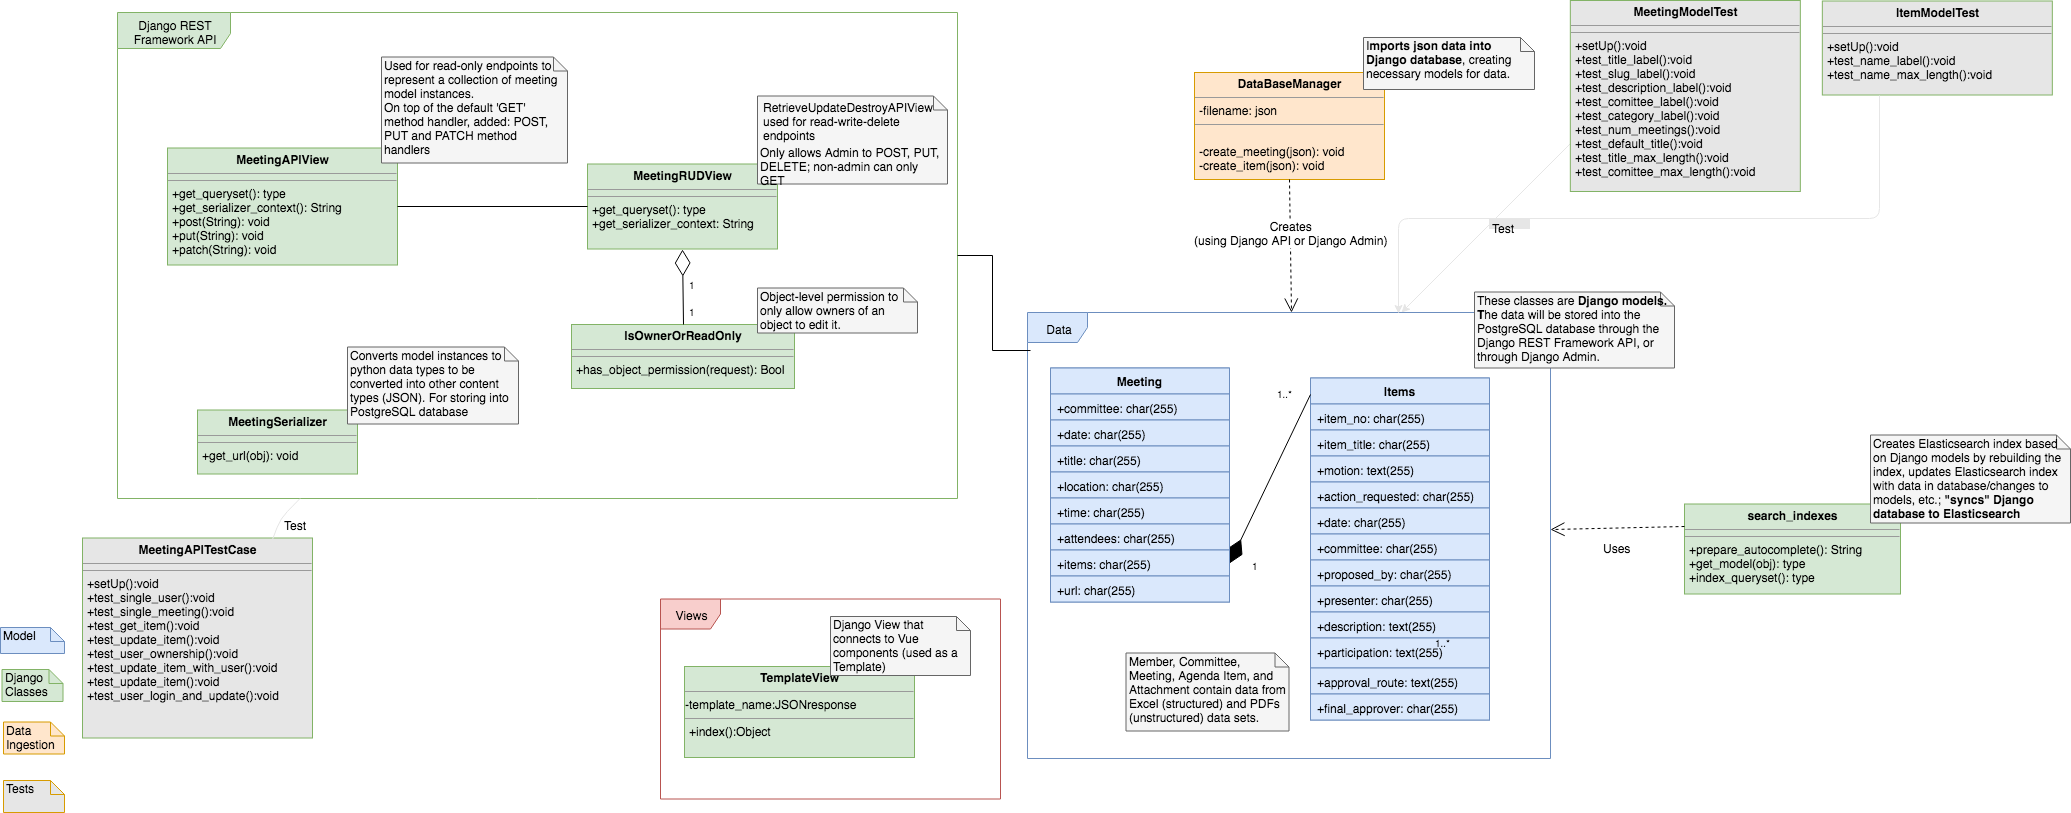 Django REST
Framework API
Used for read-only endpoints to
represent a collection of meeting
model instances.
On top of the default 'GET'
method handler, added: POST,
PUT and PATCH method
handlers
MeetingAPIView
+get_queryset(): type
+get_serializer_context(): String
+post(String): void
+put(String): void
+patch(String): void
RetrieveUpdateDestroyAPIView
used for read-write-delete
endpoints
Only allows Admin to POST, PUT,
DELETE; non-admin can only
GET
MeetingRUDView
+get_queryset(): type
+get_serializer_context: String
1
1
Object-level permission to
only allow owners of an
object to edit it.
IsOwnerOrReadOnly
+has_object_permission(request): Bool
Converts model instances to
python data types to be
converted into other content
types (JSON). For storing into
PostgreSQL database
MeetingSerializer
+get_url(obj): void
Test
MeetingAPITestCase
+setUp():void
+test_single_user():void
+test_single_meeting():void
+test_get_item():void
+test_update_item():void
+test_user_ownership():void
+test_update_item_with_user():void
+test_update_item():void
+test_user_login_and_update():void
Model
Django
Classes
Data
Ingestion
Tests
Views
Django View that
connects to Vue
components (used as a
Template)
TemplateView
-template_name:JSONresponse
+index():Object
Imports json data into
Django database, creating
necessary models for data.
DataBaseManager
-filename: json
-create_meeting(json): void
-create_item(json): void
Creates
(using Django API or Django Admin)
MeetingModelTest
+setUp():void
+test_title_label():void
+test_slug_label():void
+test_description_label():void
+test_comittee_label():void
+test_category_label():void
+test_num_meetings():void
+test_default_title():void
+test_title_max_length():void
+test_comittee_max_length():void
ItemModelTest
+setUp():void
+test_name_label():void
+test_name_max_length():void
Test
These classes are Django models.
The data will be stored into the
PostgreSQL database through the
Django REST Framework API, or
through Django Admin.
Data
Meeting
+committee: char(255)
+date: char(255)
+title: char(255)
+location: char(255)
+time: char(255)
+attendees: char(255)
+items: char(255)
+url: char(255)
1..*
1
Items
+item_no: char(255)
+item_title: char(255)
+motion: text(255)
+action_requested: char(255)
+date: char(255)
+committee: char(255)
+proposed_by: char(255)
+presenter: char(255)
+description: text(255)
1..*
+participation: text(255)
+approval_route: text(255)
+final_approver: char(255)
Member, Committee,
Meeting, Agenda Item, and
Attachment contain data from
Excel (structured) and PDFs
(unstructured) data sets.
Uses
Creates Elasticsearch index based
on Django models by rebuilding the
index, updates Elasticsearch index
with data in database/changes to
models, etc.; "syncs" Django
database to Elasticsearch
search_indexes
+prepare_autocomplete(): String
+get_model(obj): type
+index_queryset(): type